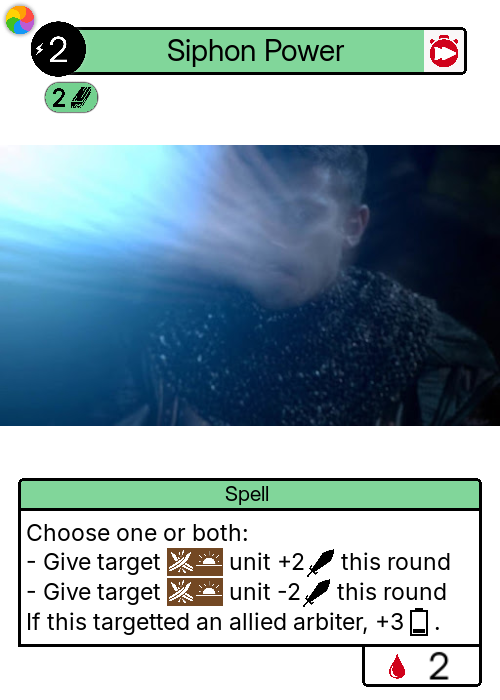 2 Siphon Power
2
Spell
Choose one or both:
- Give target unit +2 this round
- Give target unit -2 this round
If this targetted an allied arbiter, +3 .
2